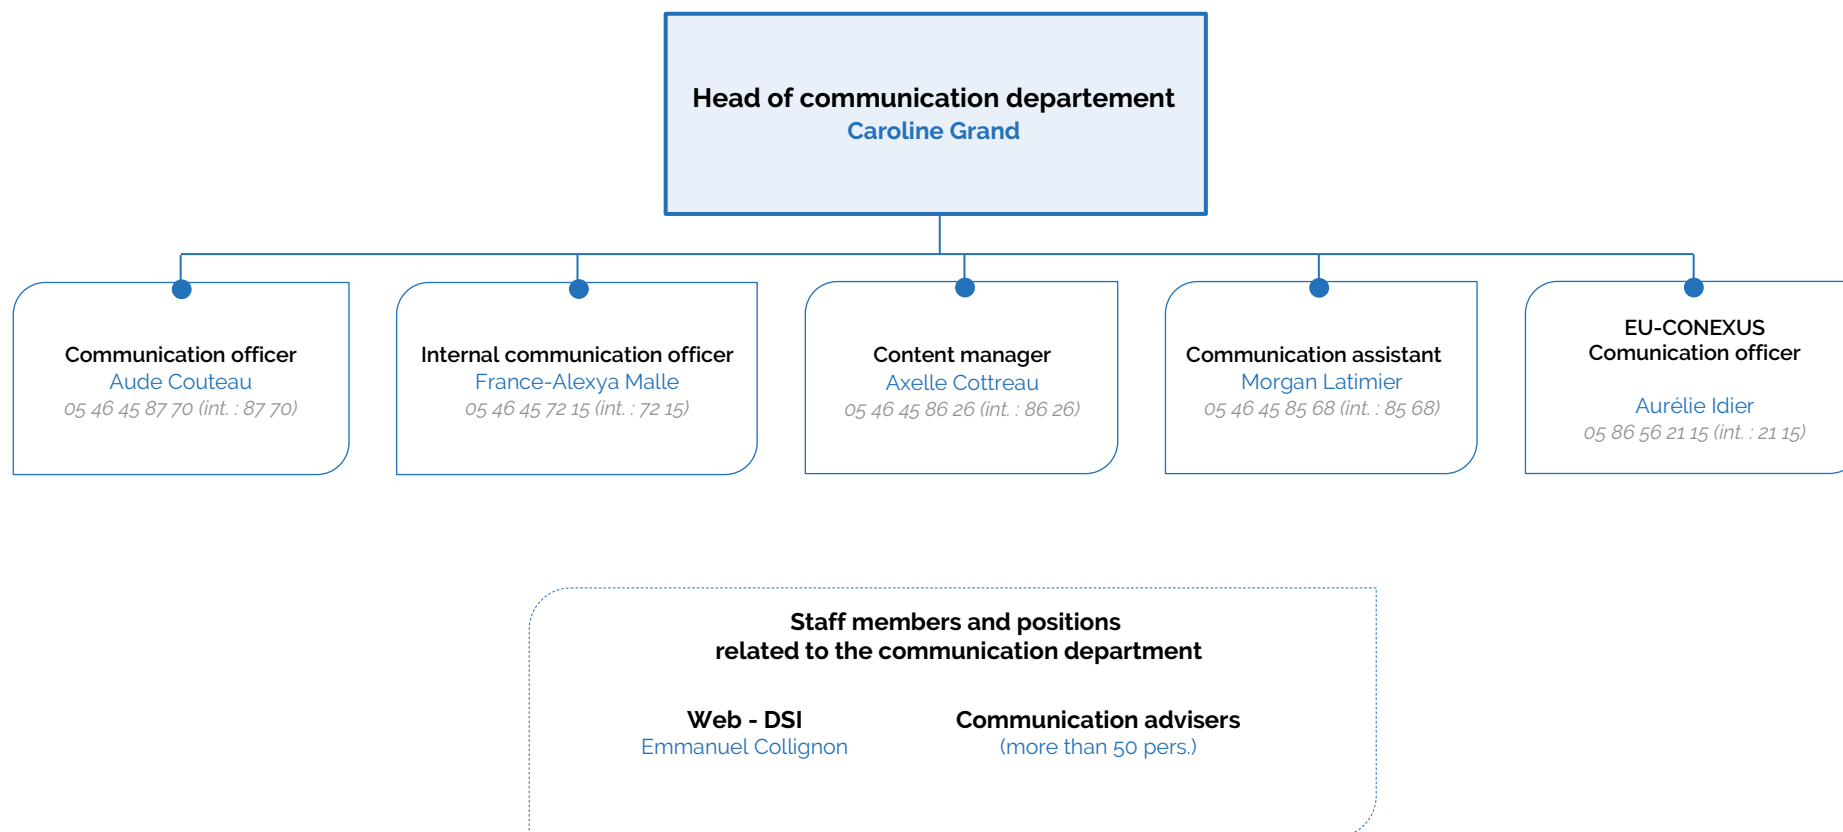 Head of communication departement
Caroline Grand
Communication officer
Aude Couteau
05 46 45 87 70 (int. : 87 70)
Internal communication officer
France-Alexya Malle
05 46 45 72 15 (int. : 72 15)
Content manager
Axelle Cottreau
05 46 45 86 26 (int. : 86 26)
Communication assistant
Morgan Latimier
05 46 45 85 68 (int. : 85 68)
EU-CONEXUS
Comunication officer
Aurélie Idier
05 86 56 21 15 (int. : 21 15)
Staff members and positions
related to the communication department
Web - DSI
Emmanuel Collignon
Communication advisers
(more than 50 pers.)